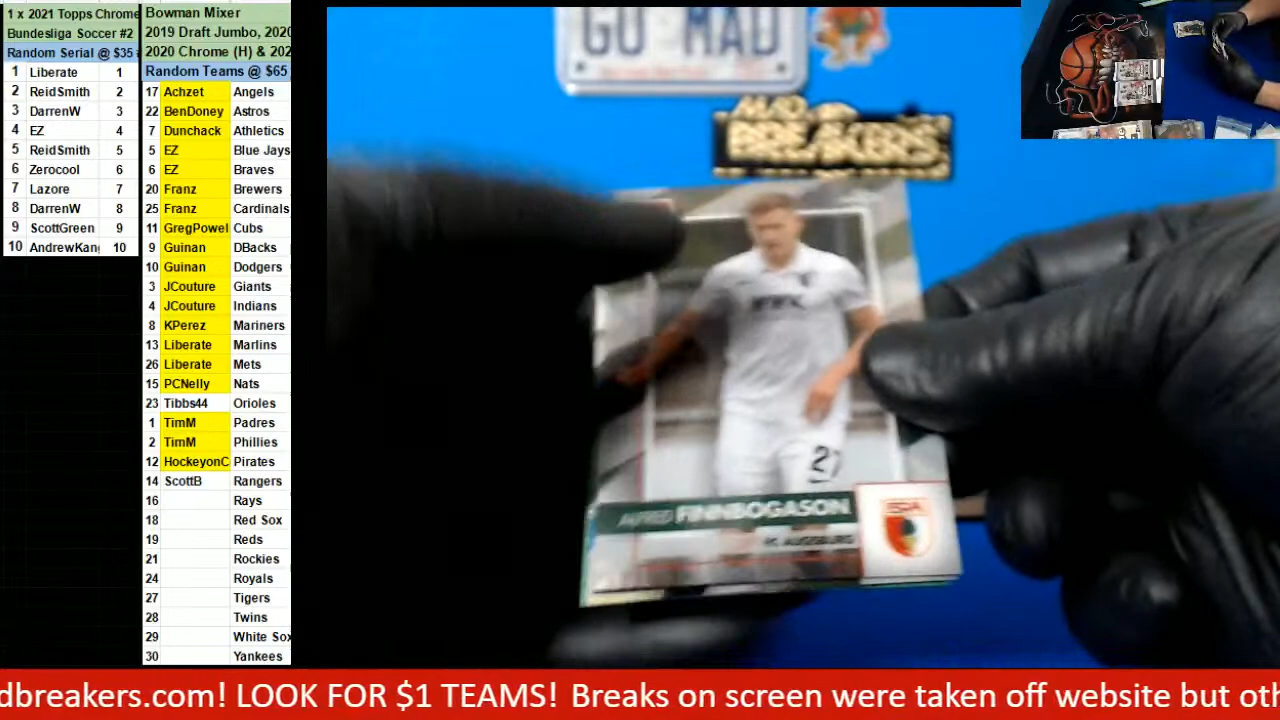 1 x 2021 Topps Chrome
Bundesliga Soccer #2
Random Serial @ $35
1 Liberate 1
2 ReidSmith 2
3 DarrenW 3
4 EZ 4
5 ReidSmith 5
6 Zerocool 6
7 Lazore 7
8 DarrenW 8
9 ScottGreen 9
10 AndrewKang 10
Bowman Mixer
2019 Draft Jumbo, 2020
2020 Chrome (H) & 202
Random Teams @ $65
17 Achzet Angels
22 BenDoney Astros
7 Dunchack Athletics
5 EZ Blue Jays
6 EZ Braves
20 Franz Brewers
25 Franz Cardinals
11 GregPowel Cubs
9 Guinan DBacks
10 Guinan Dodgers
3 JCouture Giants
4 JCouture Indians
8 KPerez Mariners
13 Liberate Marlins
26 Liberate Mets
15 PCNelly Nats
23 Tibbs44 Orioles
1 TimM Padres
2 TimM Phillies
12 HockeyonC Pirates
14 ScottB Rangers
16 Rays
18 Red Sox
19 Reds
21 Rockies
24 Royals
27 Tigers
28 Twins
29 White Sox
30 Yankees
GO MAD
MAD
BREAKERS
27
ALFRED FINNBOGASON
FC AUGSBURG
dbreakers.com! LOOK FOR $1 TEAMS! Breaks on screen were taken off website but oth